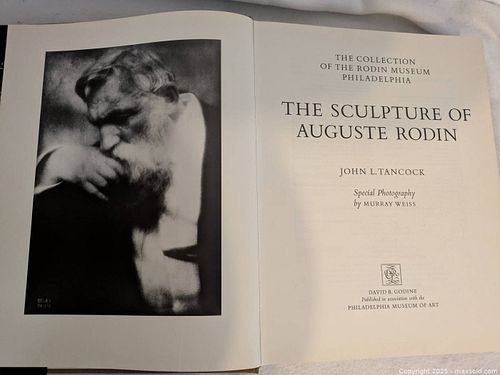 THE COLLECTION
OF THE RODIN MUSEUM
PHILADELPHIA
THE SCULPTURE OF
AUGUSTE RODIN
JOHN L. TANCOCK
Special Photography
by MURRAY WEISS
DAVID R. GODINE
Published in association with the
PHILADELPHIA MUSEUM OF ART
Copyright 2025 - maxsold.com